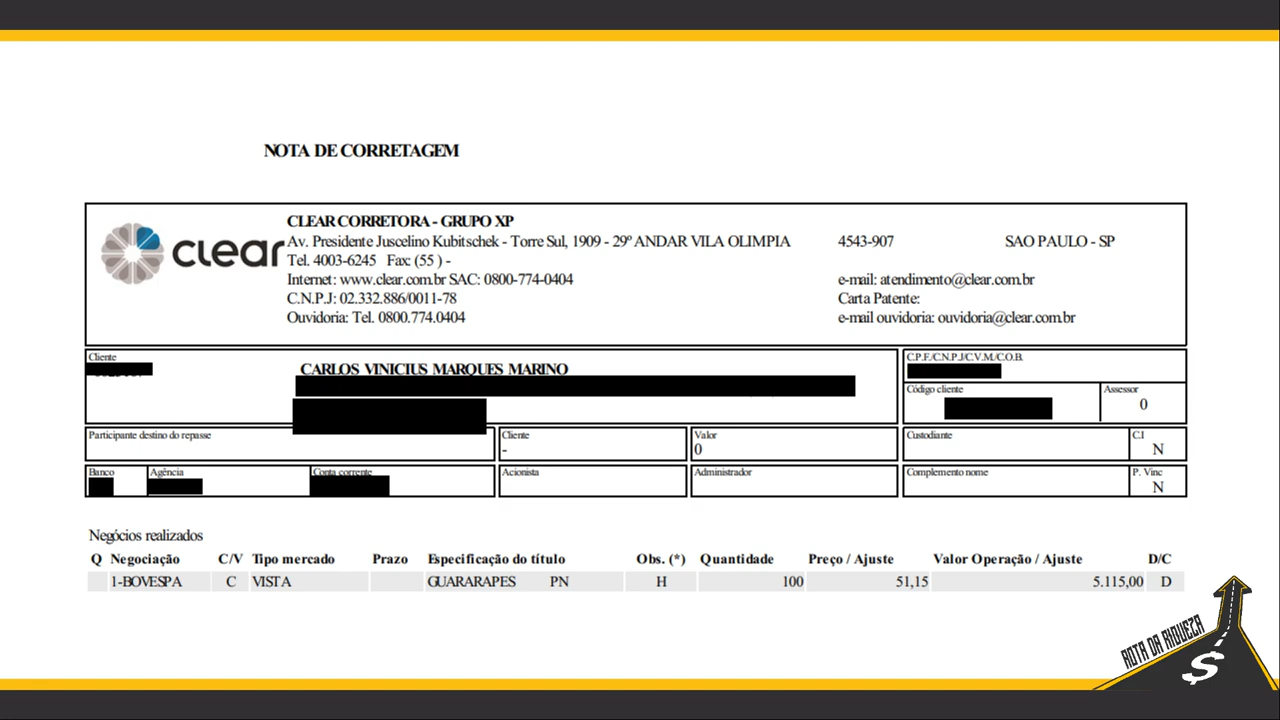 NOTA DE CORRETAGEM
clear
CLEAR CORRETORA - GRUPO XP
Av. Presidente Juscelino Kubitschek - Torre Sul, 1909 - 29º ANDAR VILA OLIMPIA 4543-907 SAO PAULO - SP
Tel. 4003-6245 Fax: (55 ) -
Internet: www.clear.com.br SAC: 0800-774-0404 e-mail: atendimento@clear.com.br
C.N.P.J: 02.332.886/0011-78 Carta Patente:
Ouvidoria: Tel. 0800.774.0404 e-mail ouvidoria: ouvidoria@clear.com.br
Cliente C.P.F./C.N.P.J/C.V.M./C.O.B.
CARLOS VINICIUS MARQUES MARINO
Código cliente Assessor
0
Participante destino do repasse Cliente Valor Custodiante C.I
- 0 N
Banco Agência Conta corrente Acionista Administrador Complemento nome P. Vinc
N
Negócios realizados
Q Negociação C/V Tipo mercado Prazo Especificação do título Obs. (*) Quantidade Preço / Ajuste Valor Operação / Ajuste D/C
1-BOVESPA C VISTA GUARARAPES PN H 100 51,15 5.115,00 D
ROTA DA RIQUEZA
$